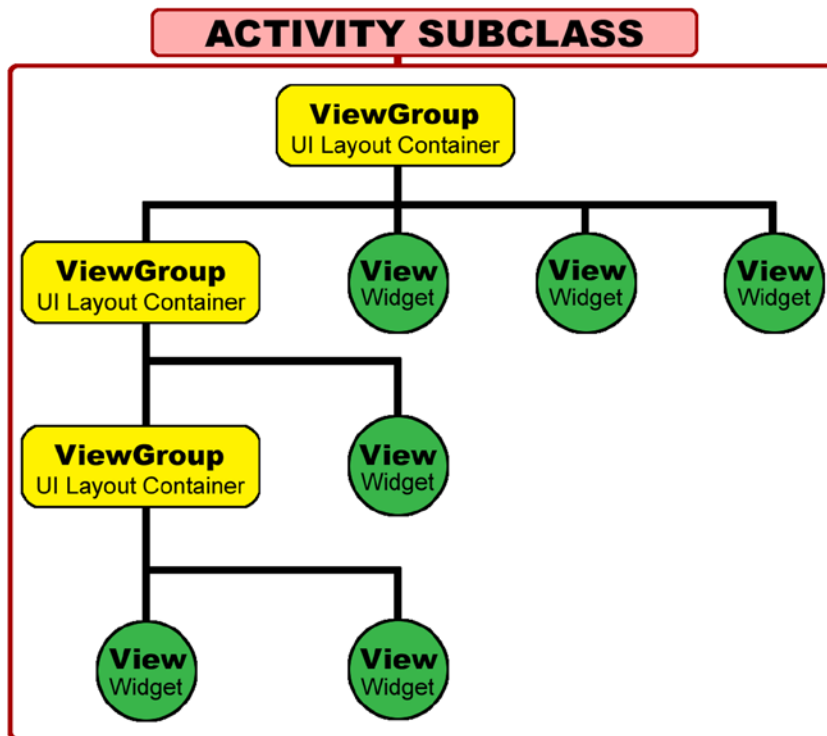 ACTIVITY SUBCLASS
ViewGroup
UI Layout Container
ViewGroup
UI Layout Container
View
Widget
View
Widget
View
Widget
ViewGroup
UI Layout Container
View
Widget
View
Widget
View
Widget